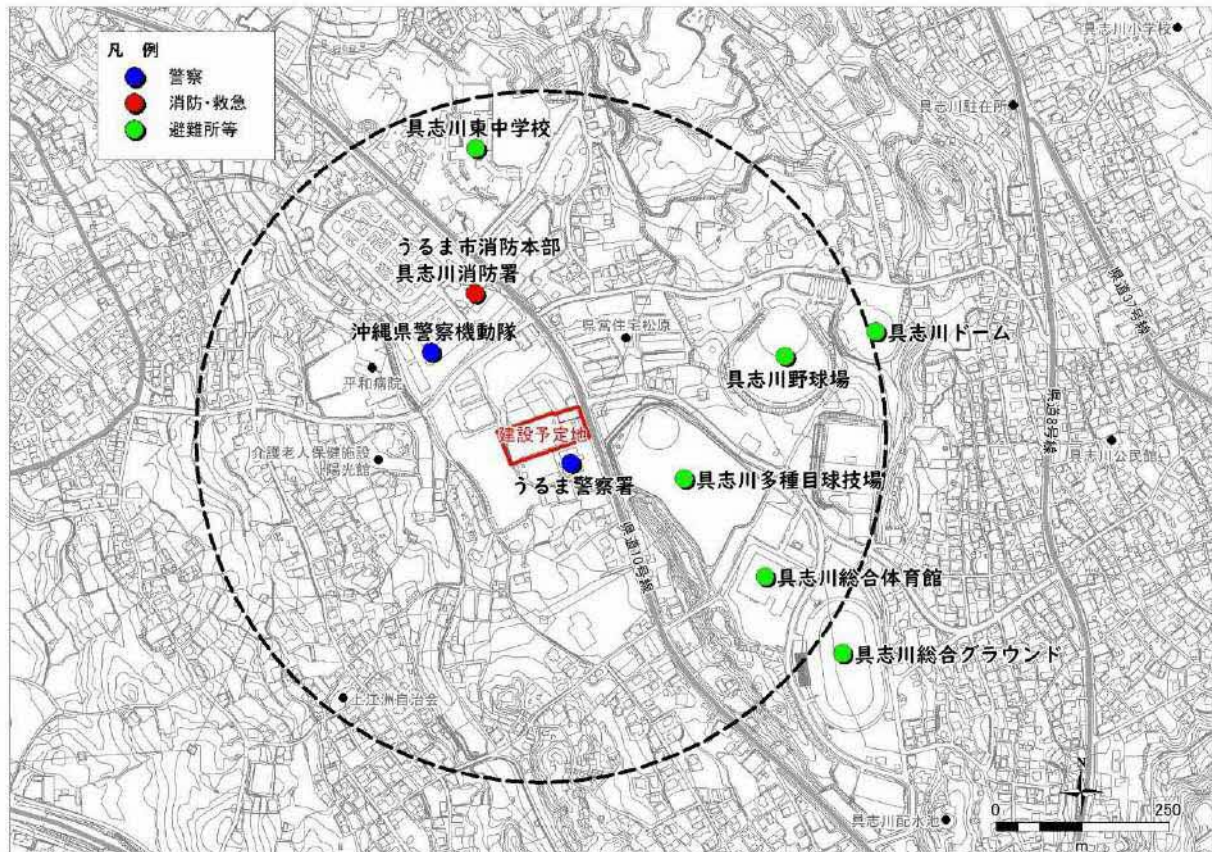 凡 例
警察
消防・救急
避難所等
具志川小学校
具志川駐在所
具志川東中学校
うるま市消防本部
具志川消防署
沖縄県警察機動隊
県営住宅松原
具志川ドーム
県道37号線
平和病院
具志川野球場
県道8号線
建設予定地
介護老人保健施設
陽光館
具志川公民館
うるま警察署
具志川多種目球技場
県道10号線
具志川総合体育館
具志川総合グラウンド
上江洲自治会
具志川配水池
N
0
250
m